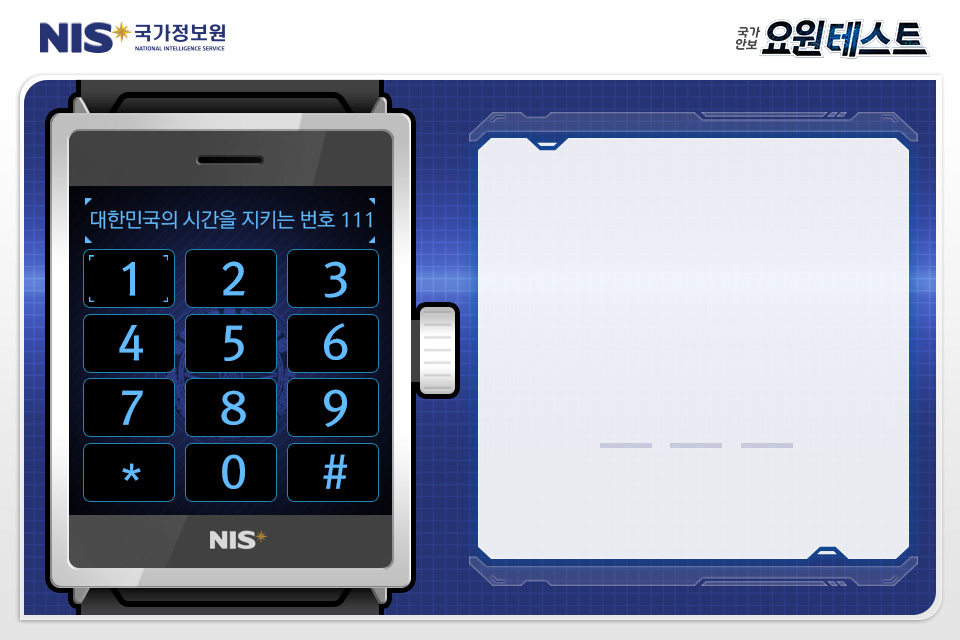 NIS 국가정보원
NATIONAL INTELLIGENCE SERVICE
국가
안보
요원테스트
대한민국의 시간을 지키는 번호 111
1 2 3
4 5 6
7 8 9
* 0 #
NIS